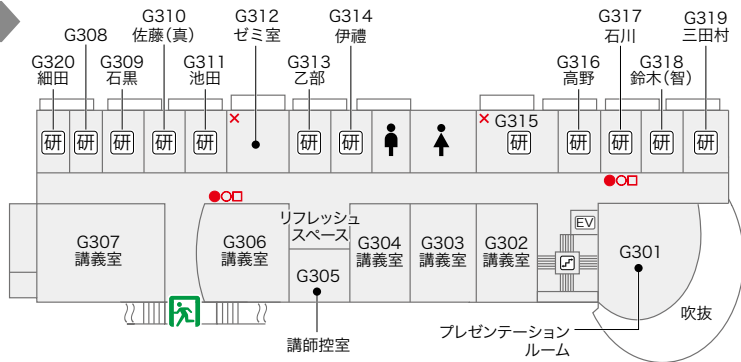 G310
佐藤（真）
G312
ゼミ室
G314
伊禮
G317
石川
G319
三田村
G308
G320
細田
G309
石黒
G311
池田
G313
乙部
G316
高野
G318
鈴木（智）
G315
研
研
研
研
研
研
研
研
研
研
研
研
リフレッシュ
スペース
EV
G307
講義室
G306
講義室
G305
G304
講義室
G303
講義室
G302
講義室
G301
吹抜
講師控室
プレゼンテーション
ルーム